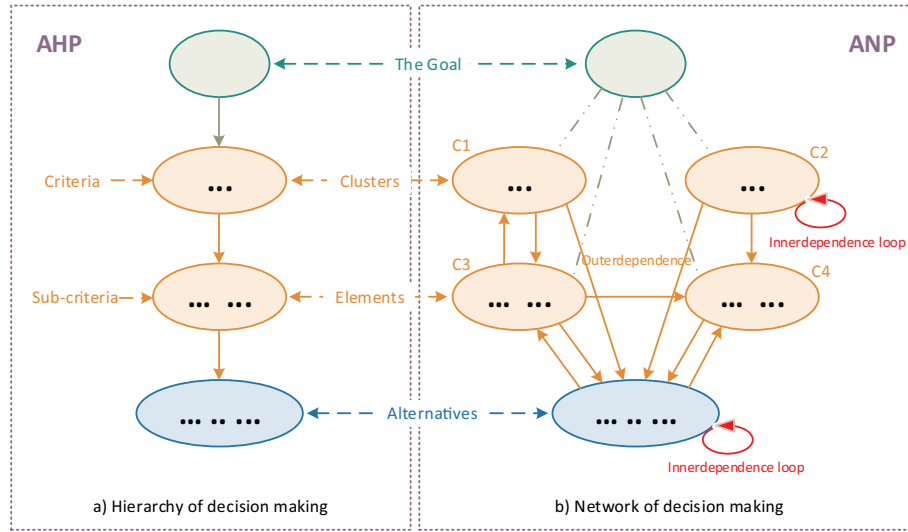 AHP
ANP
The Goal
C1
C2
...
...
...
Criteria
Clusters
Innerdependence loop
C3
Outerdependence
C4
Sub-criteria
Elements
... ...
... ...
... ...
Alternatives
... .. ...
... .. ...
Innerdependence loop
a) Hierarchy of decision making
b) Network of decision making